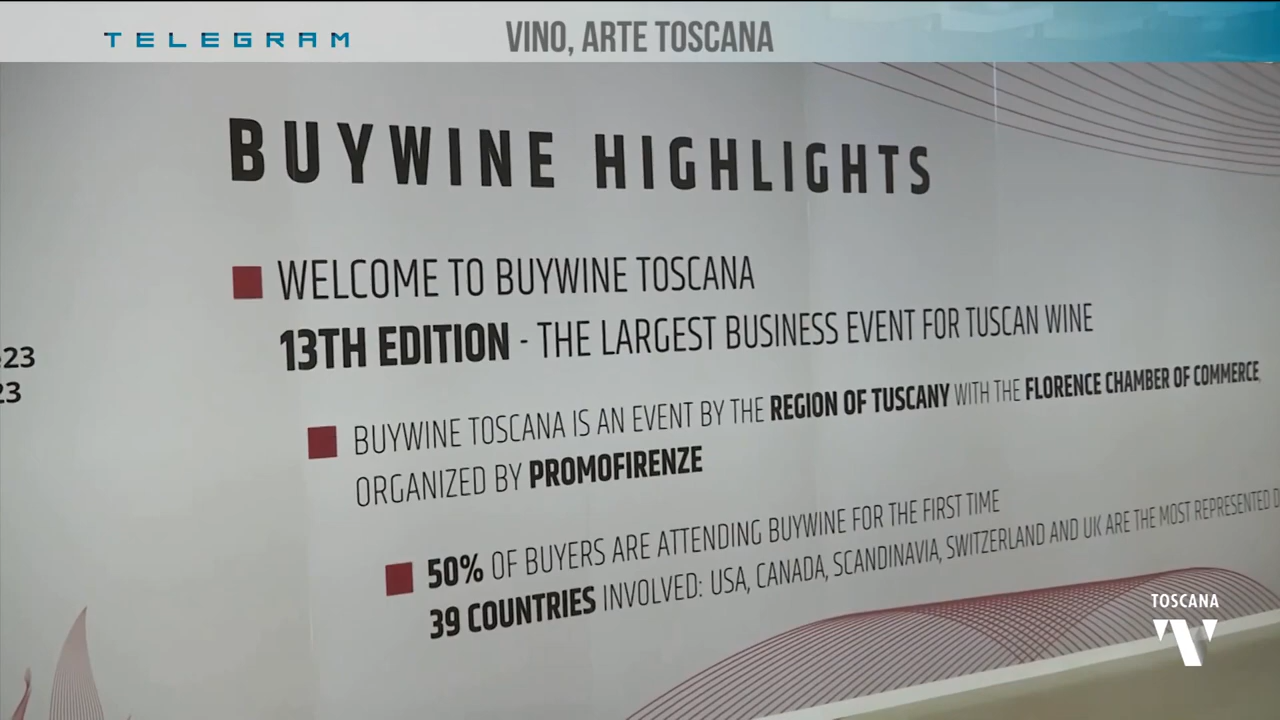 TELEGRAM
VINO, ARTE TOSCANA
BUYWINE HIGHLIGHTS
WELCOME TO BUYWINE TOSCANA
13TH EDITION - THE LARGEST BUSINESS EVENT FOR TUSCAN WINE
BUYWINE TOSCANA IS AN EVENT BY THE REGION OF TUSCANY WITH THE FLORENCE CHAMBER OF COMMERCE,
ORGANIZED BY PROMOFIRENZE
50% OF BUYERS ARE ATTENDING BUYWINE FOR THE FIRST TIME
39 COUNTRIES INVOLVED: USA, CANADA, SCANDINAVIA, SWITZERLAND AND UK ARE THE MOST REPRESENTED
23
23
TOSCANA
TV